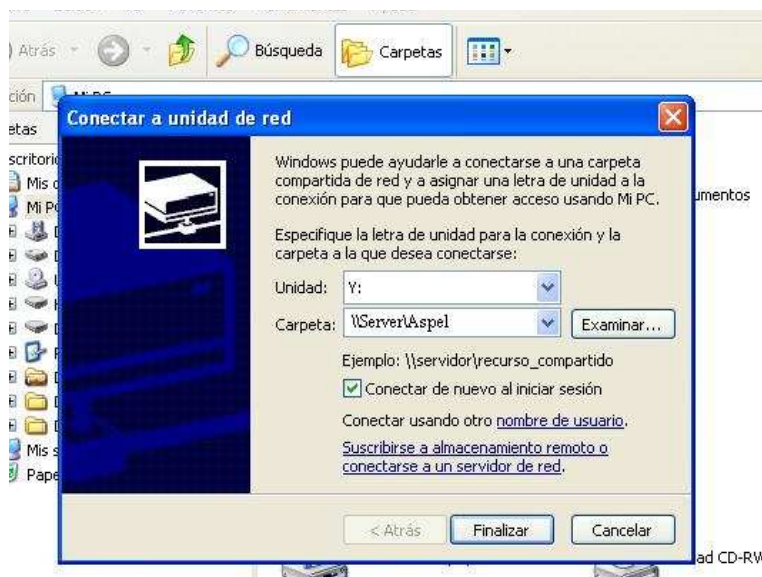 Atrás
Búsqueda
Carpetas
Mi PC
Conectar a unidad de red
Mis
Mi
Mis
Windows puede ayudarle a conectarse a una carpeta
compartida de red y a asignar una letra de unidad a la
conexión para que pueda obtener acceso usando Mi PC.
Especifique la letra de unidad para la conexión y la
carpeta a la que desea conectarse:
Unidad: Y:
Carpeta: \\Server\Aspel Examinar...
Ejemplo: \\servidor\recurso_compartido
Conectar de nuevo al iniciar sesión
Conectar usando otro nombre de usuario.
Suscribirse a almacenamiento remoto o
conectarse a un servidor de red.
< Atrás Finalizar Cancelar
CD-RW